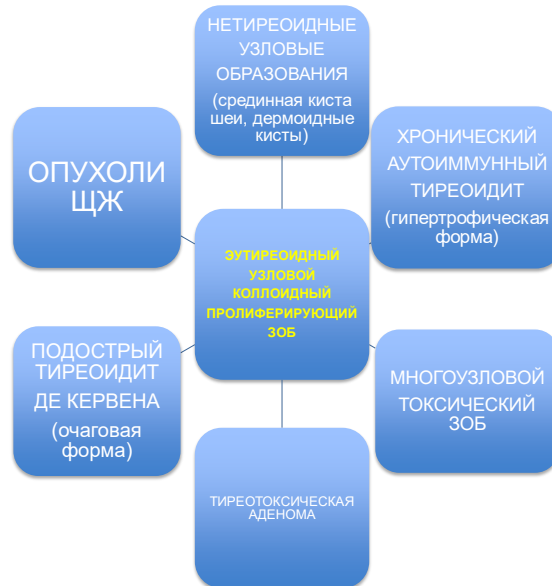 НЕТИРЕОИДНЫЕ
УЗЛОВЫЕ
ОБРАЗОВАНИЯ
(срединная киста
шеи, дермоидные
кисты)
ОПУХОЛИ
ЩЖ
ХРОНИЧЕСКИЙ
АУТОИММУННЫЙ
ТИРЕОИДИТ
(гипертрофическая
форма)
ЭУТИРЕОИДНЫЙ
УЗЛОВОЙ
КОЛЛОИДНЫЙ
ПРОЛИФЕРИРУЮЩИЙ
ЗОБ
ПОДОСТРЫЙ
ТИРЕОИДИТ
ДЕ КЕРВЕНА
(очаговая
форма)
МНОГОУЗЛОВОЙ
ТОКСИЧЕСКИЙ
ЗОБ
ТИРЕОТОКСИЧЕСКАЯ
АДЕНОМА